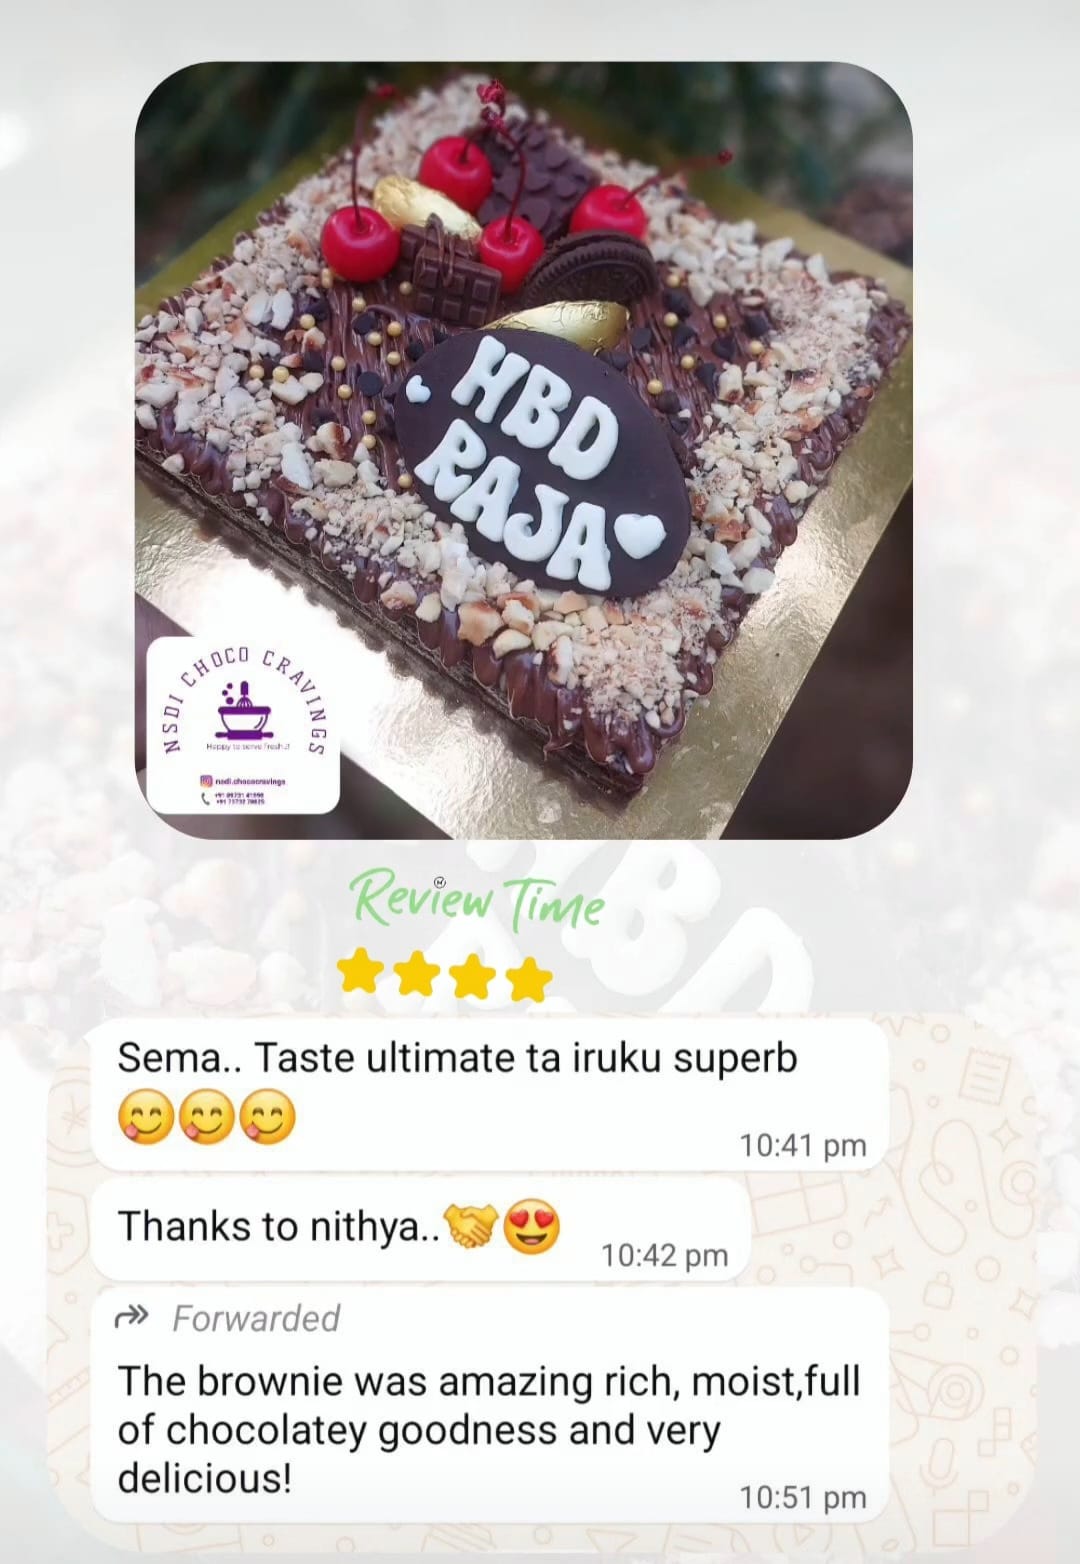 HBD
RAJA
NSDI CHOCO CRAVINGS
Happy to serve Fresh..!!
nsdi.chococravings
Review Time
Sema.. Taste ultimate ta iruku superb
😋😋😋
10:41 pm
Thanks to nithya..🤝😍
10:42 pm
Forwarded
The brownie was amazing rich, moist,full
of chocolatey goodness and very
delicious!
10:51 pm